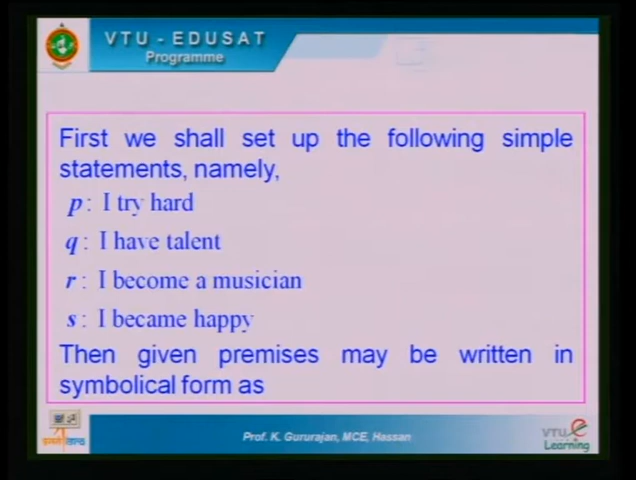 VTU - EDUSAT
Programme
First we shall set up the following simple
statements, namely,
p : I try hard
q : I have talent
r : I become a musician
s : I became happy
Then given premises may be written in
symbolical form as
Prof. K. Gururajan, MCE, Hassan
VTU e
Learning